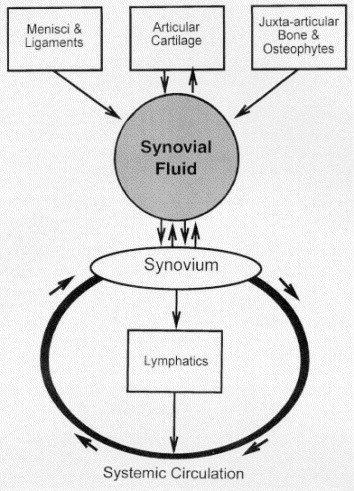 Menisci &
Ligaments
Articular
Cartilage
Juxta-articular
Bone &
Osteophytes
Synovial
Fluid
Synovium
Lymphatics
Systemic Circulation